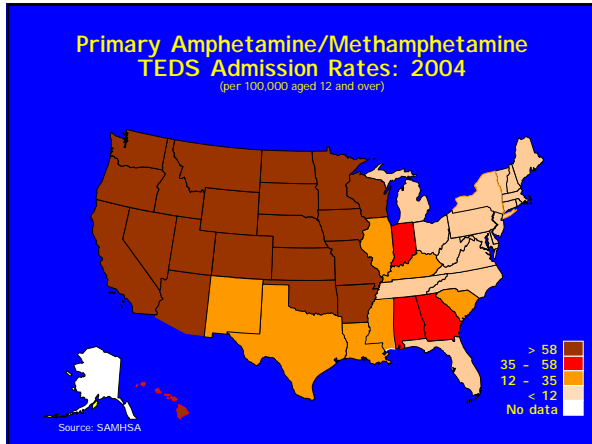 Primary Amphetamine/Methamphetamine
TEDS Admission Rates: 2004
(per 100,000 aged 12 and over)
> 58
35 - 58
12 - 35
< 12
No data
Source: SAMHSA